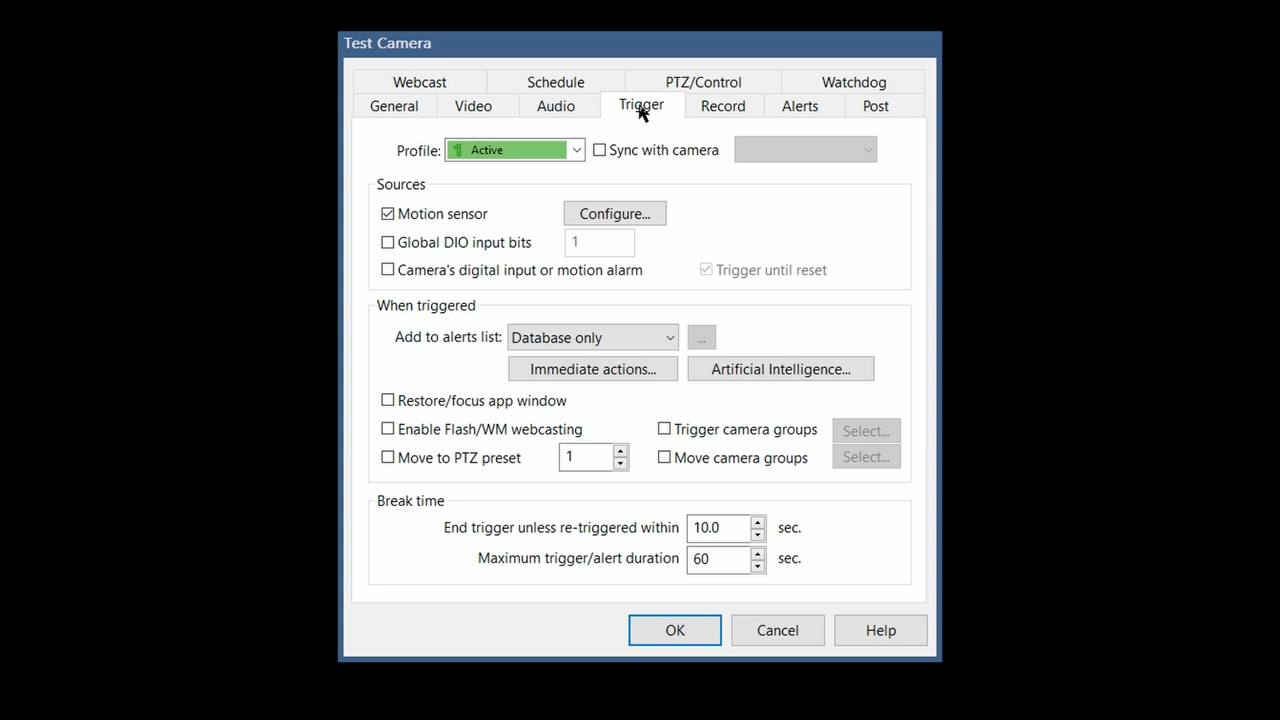 Test Camera
Webcast Schedule PTZ/Control Watchdog
General Video Audio Trigger Record Alerts Post
Profile: 1 Active Sync with camera
Sources
Motion sensor Configure...
Global DIO input bits 1
Camera's digital input or motion alarm Trigger until reset
When triggered
Add to alerts list: Database only ...
Immediate actions... Artificial Intelligence...
Restore/focus app window
Enable Flash/WM webcasting Trigger camera groups Select...
Move to PTZ preset 1 Move camera groups Select...
Break time
End trigger unless re-triggered within 10.0 sec.
Maximum trigger/alert duration 60 sec.
OK Cancel Help